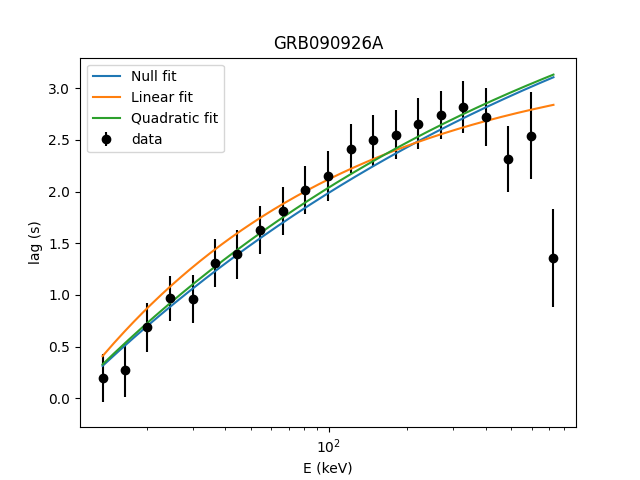 GRB090926A
Null fit
Linear fit
Quadratic fit
data
lag (s)
3.0
2.5
2.0
1.5
1.0
0.5
0.0
10²
E (keV)